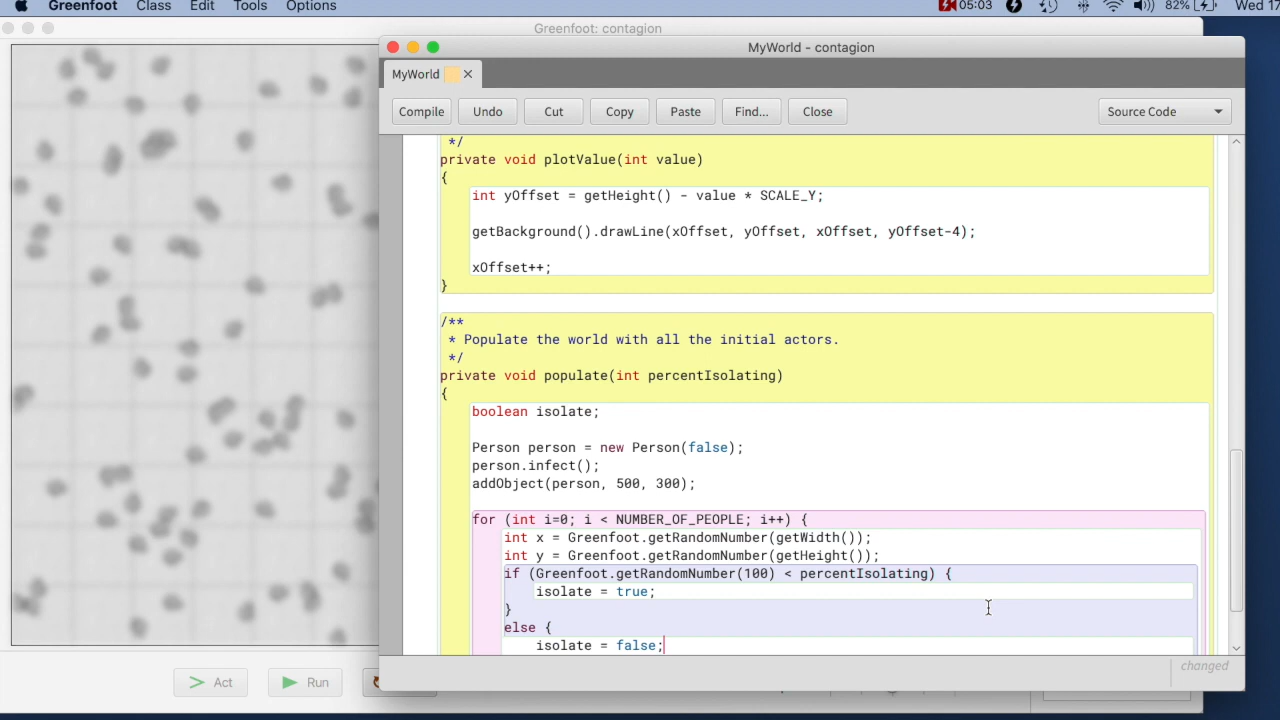 Greenfoot Class Edit Tools Options 05:03 82% Wed 17
Greenfoot: contagion
MyWorld - contagion
MyWorld
Compile Undo Cut Copy Paste Find... Close Source Code
*/
private void plotValue(int value)
{
int yOffset = getHeight() - value * SCALE_Y;
getBackground().drawLine(xOffset, yOffset, xOffset, yOffset-4);
xOffset++;
}
/**
* Populate the world with all the initial actors.
*/
private void populate(int percentIsolating)
{
boolean isolate;
Person person = new Person(false);
person.infect();
addObject(person, 500, 300);
for (int i=0; i < NUMBER_OF_PEOPLE; i++) {
int x = Greenfoot.getRandomNumber(getWidth());
int y = Greenfoot.getRandomNumber(getHeight());
if (Greenfoot.getRandomNumber(100) < percentIsolating) {
isolate = true;
}
else {
isolate = false;
changed
Act Run